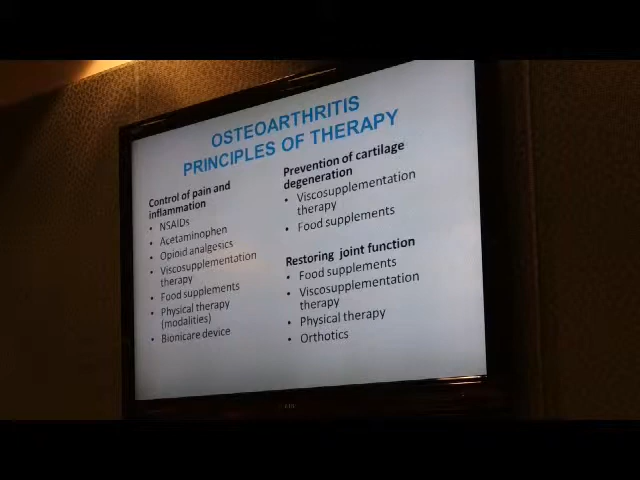 OSTEOARTHRITIS
PRINCIPLES OF THERAPY
Control of pain and
inflammation
• NSAIDs
• Acetaminophen
• Opioid analgesics
• Viscosupplementation
therapy
• Food supplements
• Physical therapy
(modalities)
• Bionicare device
Prevention of cartilage
degeneration
• Viscosupplementation
therapy
• Food supplements
Restoring joint function
• Food supplements
• Viscosupplementation
therapy
• Physical therapy
• Orthotics